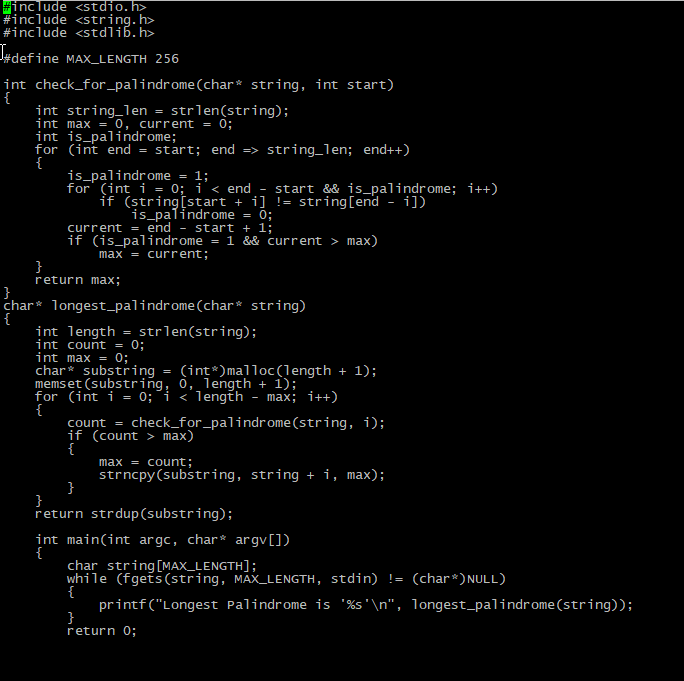 #include <stdio.h>
#include <string.h>
#include <stdlib.h>
#define MAX_LENGTH 256
int check_for_palindrome(char* string, int start)
{
int string_len = strlen(string);
int max = 0, current = 0;
int is_palindrome;
for (int end = start; end => string_len; end++)
{
is_palindrome = 1;
for (int i = 0; i < end - start && is_palindrome; i++)
if (string[start + i] != string[end - i])
is_palindrome = 0;
current = end - start + 1;
if (is_palindrome = 1 && current > max)
max = current;
}
return max;
}
char* longest_palindrome(char* string)
{
int length = strlen(string);
int count = 0;
int max = 0;
char* substring = (int*)malloc(length + 1);
memset(substring, 0, length + 1);
for (int i = 0; i < length - max; i++)
{
count = check_for_palindrome(string, i);
if (count > max)
{
max = count;
strncpy(substring, string + i, max);
}
}
return strdup(substring);
int main(int argc, char* argv[])
{
char string[MAX_LENGTH];
while (fgets(string, MAX_LENGTH, stdin) != (char*)NULL)
{
printf("Longest Palindrome is '%s'\n", longest_palindrome(string));
}
return 0;